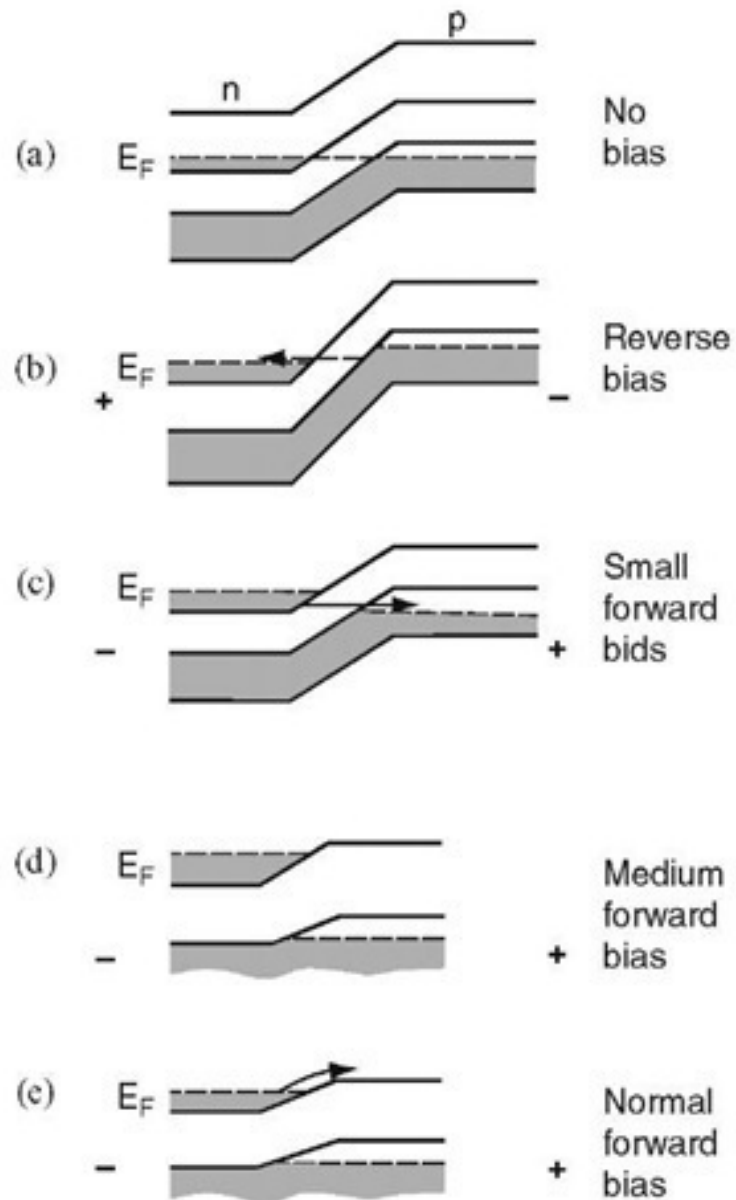 p
n
(a)
E_F
No
bias
(b)
E_F
+
−
Reverse
bias
(c)
E_F
−
+
Small
forward
bids
(d)
E_F
−
+
Medium
forward
bias
(e)
E_F
−
+
Normal
forward
bias